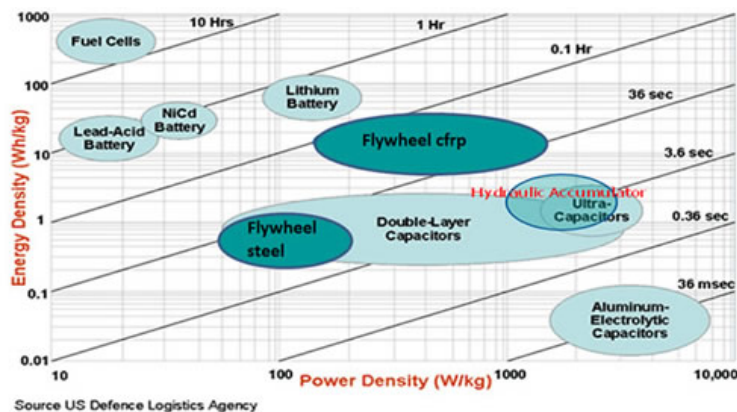 1000
10 Hrs
1 Hr
Fuel Cells
0.1 Hr
100
Lithium
Battery
NiCd
Battery
36 sec
Lead-Acid
Battery
Flywheel cfrp
10
3.6 sec
Hydraulic Accumulator
Ultra-
Capacitors
1
Double-Layer
Capacitors
0.36 sec
Flywheel
steel
36 msec
0.1
Aluminum-
Electrolytic
Capacitors
0.01
Energy Density (Wh/kg)
10
100
1000
10,000
Power Density (W/kg)
Source US Defence Logistics Agency